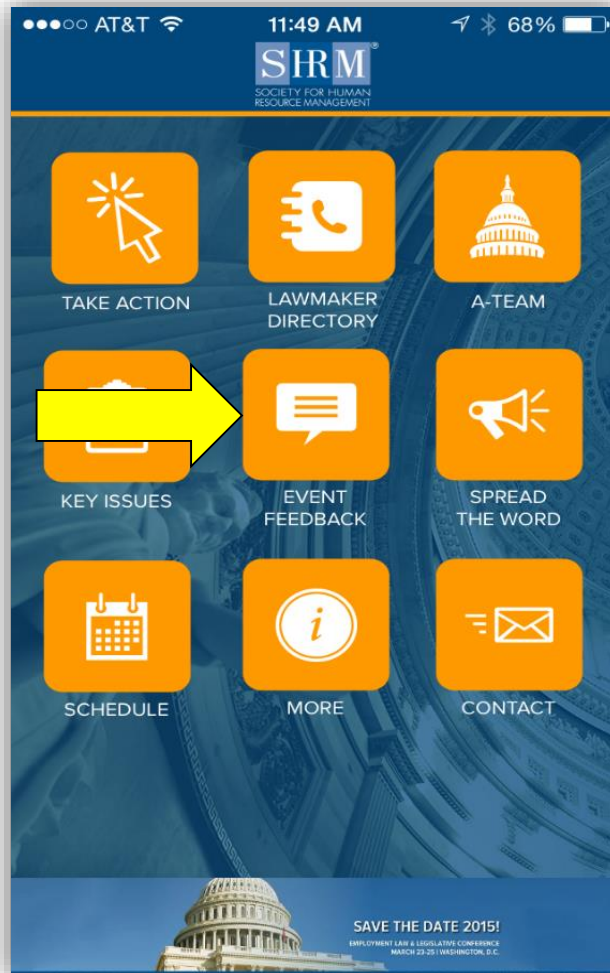 AT&T 11:49 AM 68%
SHRM®
SOCIETY FOR HUMAN
RESOURCE MANAGEMENT
TAKE ACTION
LAWMAKER
DIRECTORY
A-TEAM
KEY ISSUES
EVENT
FEEDBACK
SPREAD
THE WORD
SCHEDULE
MORE
CONTACT
SAVE THE DATE 2015!
EMPLOYMENT LAW & LEGISLATIVE CONFERENCE
MARCH 23-25 | WASHINGTON, D.C.